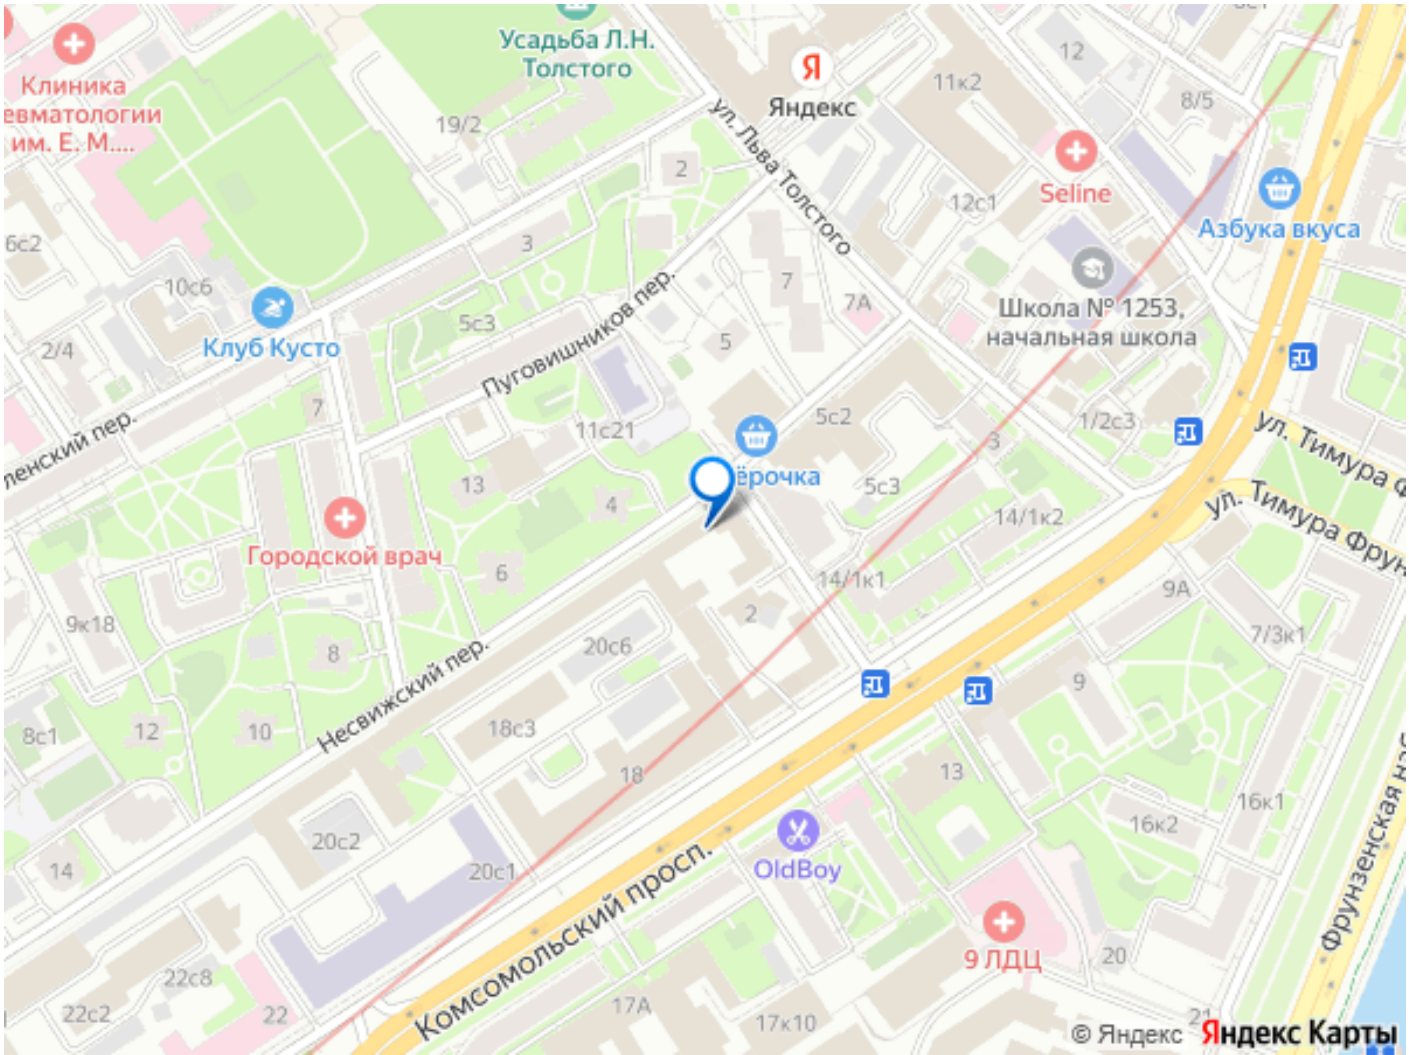 Усадьба Л.Н.
Толстого
Клиника
евматологии
им. Е. М....
Яндекс
12
11к2
8/5
19/2
ул. Льва Толстого
2
Seline
12с1
Азбука вкуса
6с2
3
10с6
7
7А
Школа № 1253,
начальная школа
Пуговишников пер.
5с3
Клуб Кусто
2/4
5
7
ленский пер.
11с21
5с2
1/2с3
3
ул. Тимура Ф
ёрочка
13
4
5с3
14/1к2
ул. Тимура Фрун
Городской врач
6
14/1к1
9А
2
9к18
7/3к1
8
20с6
Несвижский пер.
9
12
10
8с1
18с3
18
13
16к1
16к2
20с2
14
20с1
OldBoy
Комсомольский просп.
Фрунзенская наб
9 ЛДЦ
20
22с8
22с2
22
17А
17к10
21
© Яндекс Яндекс Карты